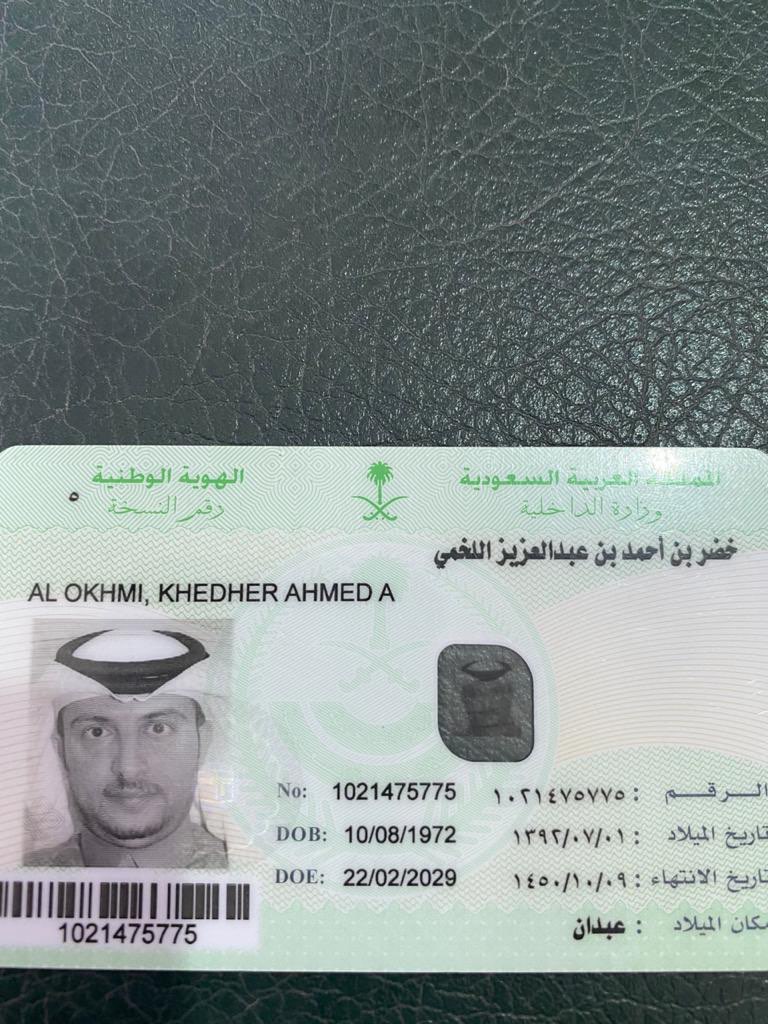 المملكة العربية السعودية
وزارة الداخلية
الهوية الوطنية
رقم النسخة ٥
خضر بن أحمد بن عبدالعزيز اللخمي
AL OKHMI, KHEDHER AHMED A
No: 1021475775
الرقم : ١٠٢١٤٧٥٧٧٥
DOB: 10/08/1972
تاريخ الميلاد : ١٣٩٢/٠٧/٠١
DOE: 22/02/2029
تاريخ الانتهاء : ١٤٥٠/١٠/٠٩
مكان الميلاد : عبدان
1021475775